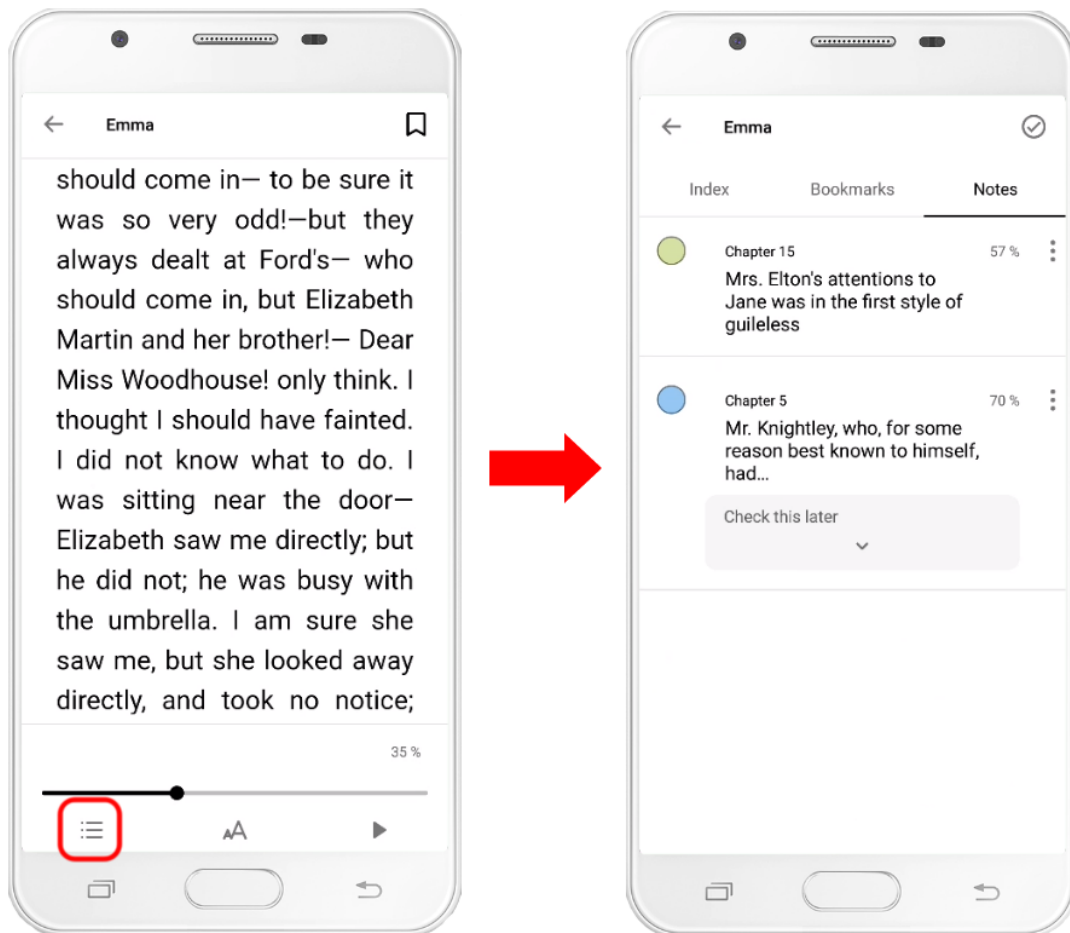 Emma
should come in— to be sure it
was so very odd!—but they
always dealt at Ford's— who
should come in, but Elizabeth
Martin and her brother!— Dear
Miss Woodhouse! only think. I
thought I should have fainted.
I did not know what to do. I
was sitting near the door—
Elizabeth saw me directly; but
he did not; he was busy with
the umbrella. I am sure she
saw me, but she looked away
directly, and took no notice;
35 %
AA
Emma
Index Bookmarks Notes
Chapter 15 57 %
Mrs. Elton's attentions to
Jane was in the first style of
guileless
Chapter 5 70 %
Mr. Knightley, who, for some
reason best known to himself,
had...
Check this later